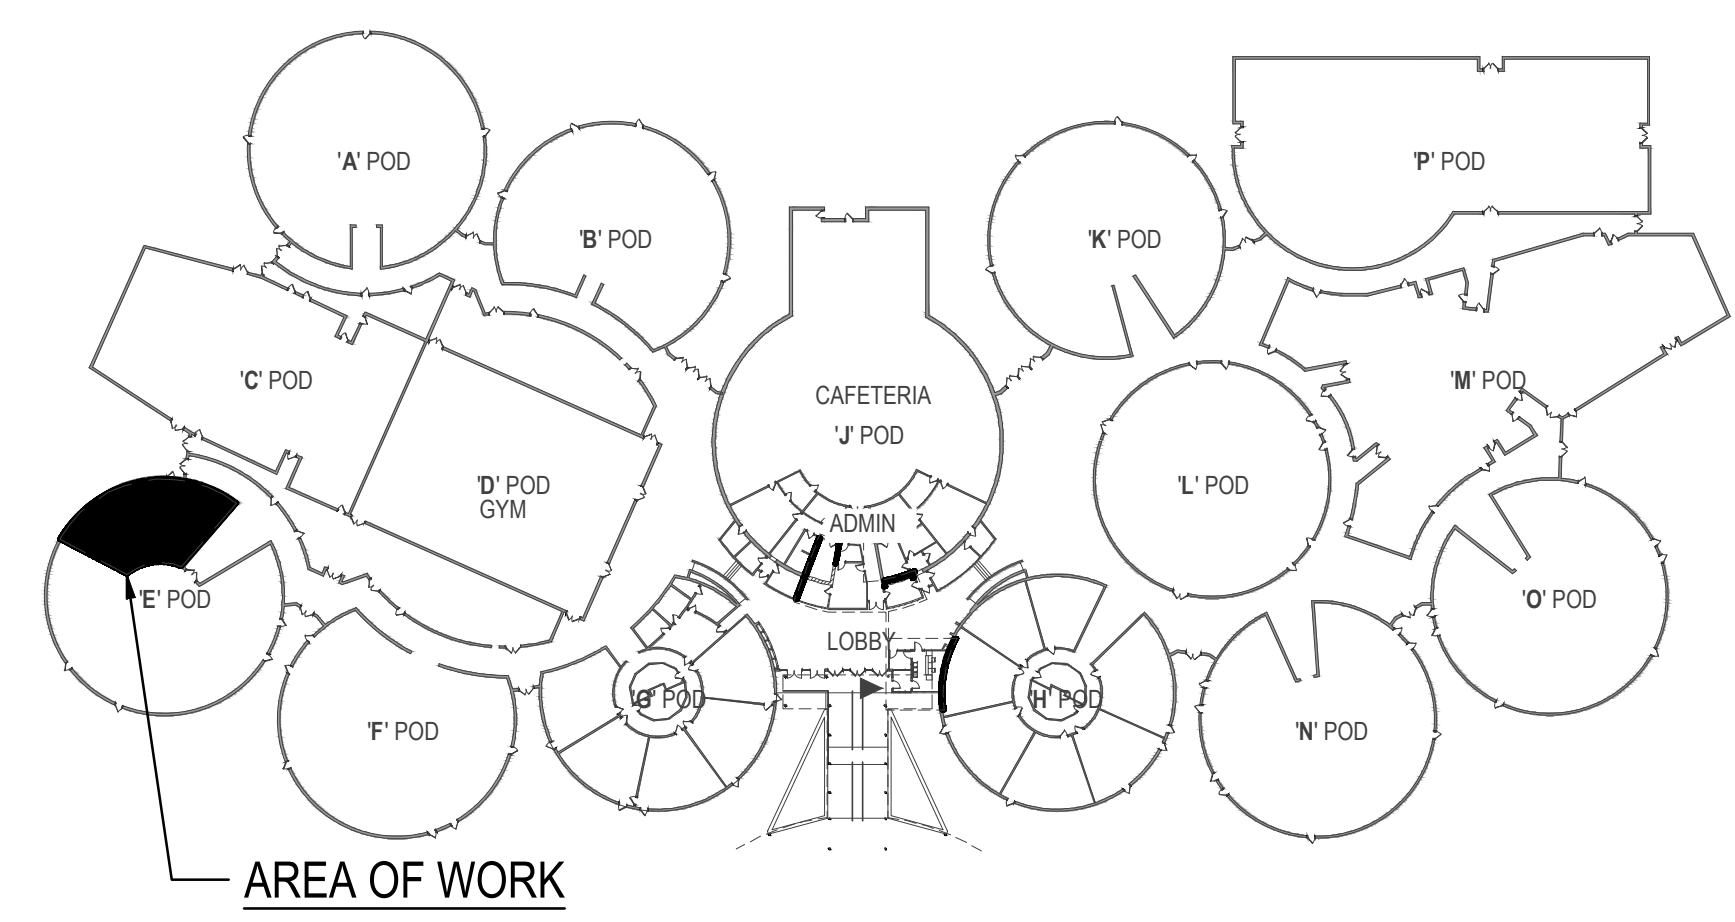 'A' POD
'P' POD
'B' POD
'K' POD
'C' POD
'M' POD
CAFETERIA
'J' POD
'D' POD
GYM
'L' POD
ADMIN
'E' POD
'O' POD
LOBBY
'G' POD
'H' POD
'F' POD
'N' POD
AREA OF WORK